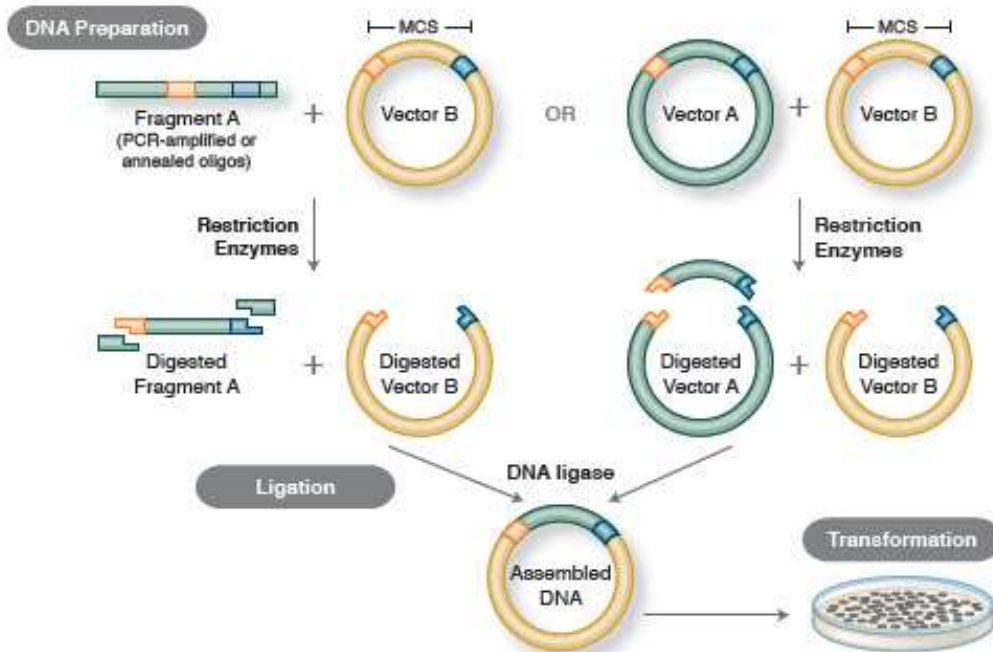 DNA Preparation
MCS
MCS
Fragment A
(PCR-amplified or
annealed oligos)
+
Vector B
OR
Vector A
+
Vector B
Restriction
Enzymes
Restriction
Enzymes
Digested
Fragment A
+
Digested
Vector B
Digested
Vector A
+
Digested
Vector B
Ligation
DNA ligase
Assembled
DNA
Transformation